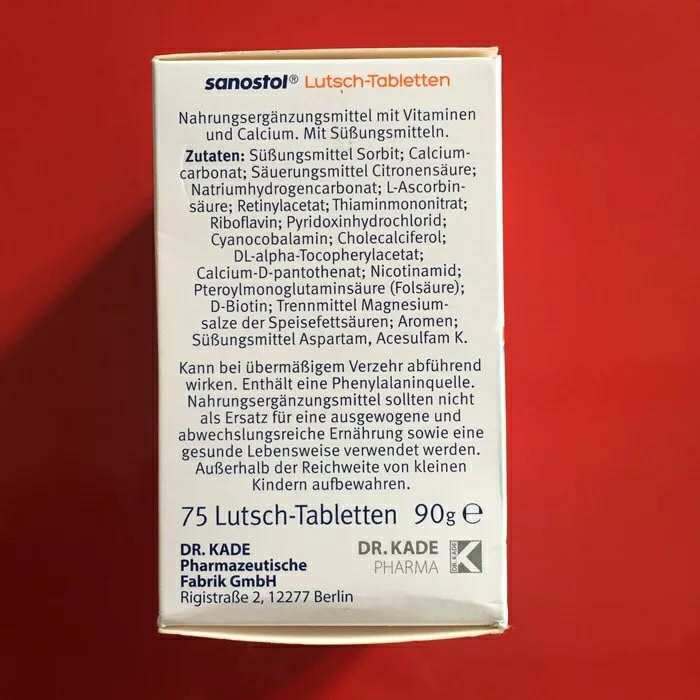 sanostol® Lutsch-Tabletten
Nahrungsergänzungsmittel mit Vitaminen
und Calcium. Mit Süßungsmitteln.
Zutaten: Süßungsmittel Sorbit; Calcium-
carbonat; Säuerungsmittel Citronensäure;
Natriumhydrogencarbonat; L-Ascorbin-
säure; Retinylacetat; Thiaminmononitrat;
Riboflavin; Pyridoxinhydrochlorid;
Cyanocobalamin; Cholecalciferol;
DL-alpha-Tocopherylacetat;
Calcium-D-pantothenat; Nicotinamid;
Pteroylmonoglutaminsäure (Folsäure);
D-Biotin; Trennmittel Magnesium-
salze der Speisefettsäuren; Aromen;
Süßungsmittel Aspartam, Acesulfam K.
Kann bei übermäßigem Verzehr abführend
wirken. Enthält eine Phenylalaninquelle.
Nahrungsergänzungsmittel sollten nicht
als Ersatz für eine ausgewogene und
abwechslungsreiche Ernährung sowie eine
gesunde Lebensweise verwendet werden.
Außerhalb der Reichweite von kleinen
Kindern aufbewahren.
75 Lutsch-Tabletten 90g ℮
DR. KADE
Pharmazeutische
Fabrik GmbH
Rigistraße 2, 12277 Berlin
DR. KADE
PHARMA
DR. KADE
K